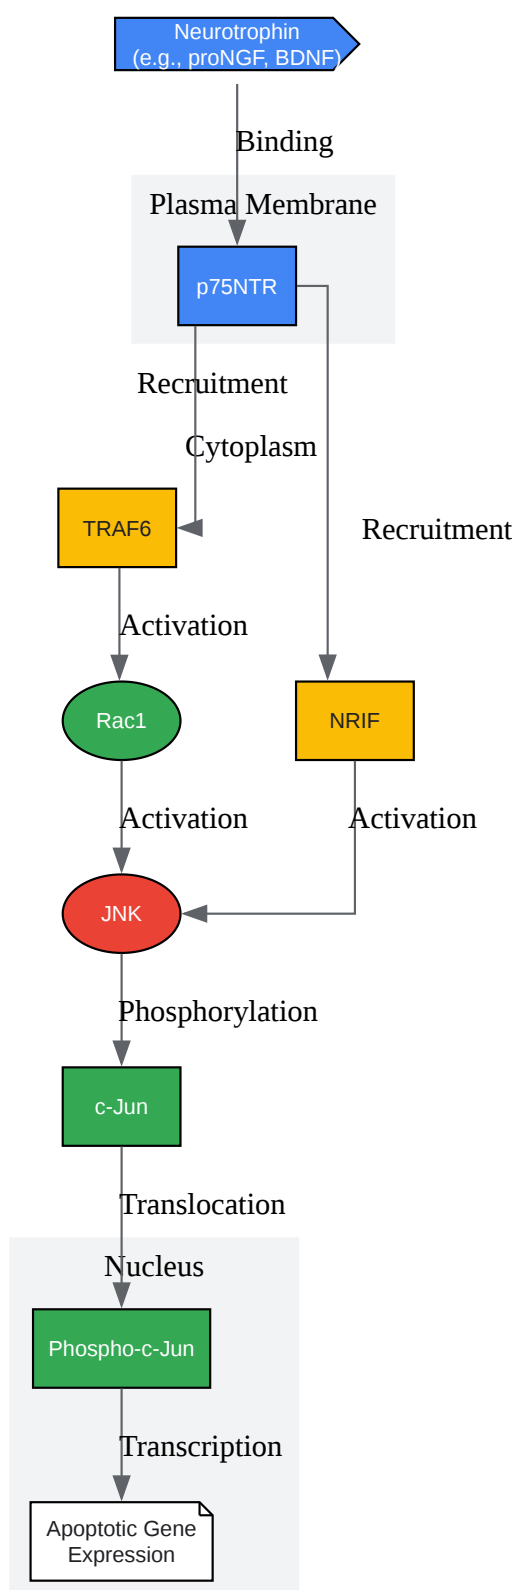 Neurotrophin
(e.g., proNGF, BDNF)
Binding
Plasma Membrane
p75NTR
Recruitment
Cytoplasm
TRAF6
Recruitment
Activation
Rac1
NRIF
Activation
Activation
JNK
Phosphorylation
c-Jun
Translocation
Nucleus
Phospho-c-Jun
Transcription
Apoptotic Gene
Expression